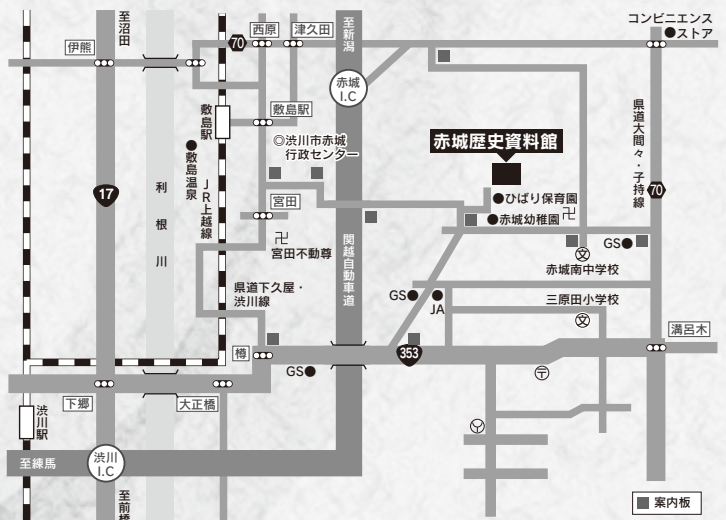 至沼田
伊熊
70
西原
津久田
至新潟
コンビニエンス
ストア
赤城
I.C
敷島駅
敷島駅
敷島温泉
◎渋川市赤城
行政センター
赤城歴史資料館
県道大間々・子持線
70
17
利根川
JR上越線
宮田
卍
宮田不動尊
ひばり保育園
卍
赤城幼稚園
関越自動車道
GS
文
赤城南中学校
県道下久屋・
渋川線
GS
JA
三原田小学校
文
樽
353
溝呂木
GS
〒
下郷
大正橋
渋川駅
Y
至練馬
渋川
I.C
至前橋
案内板